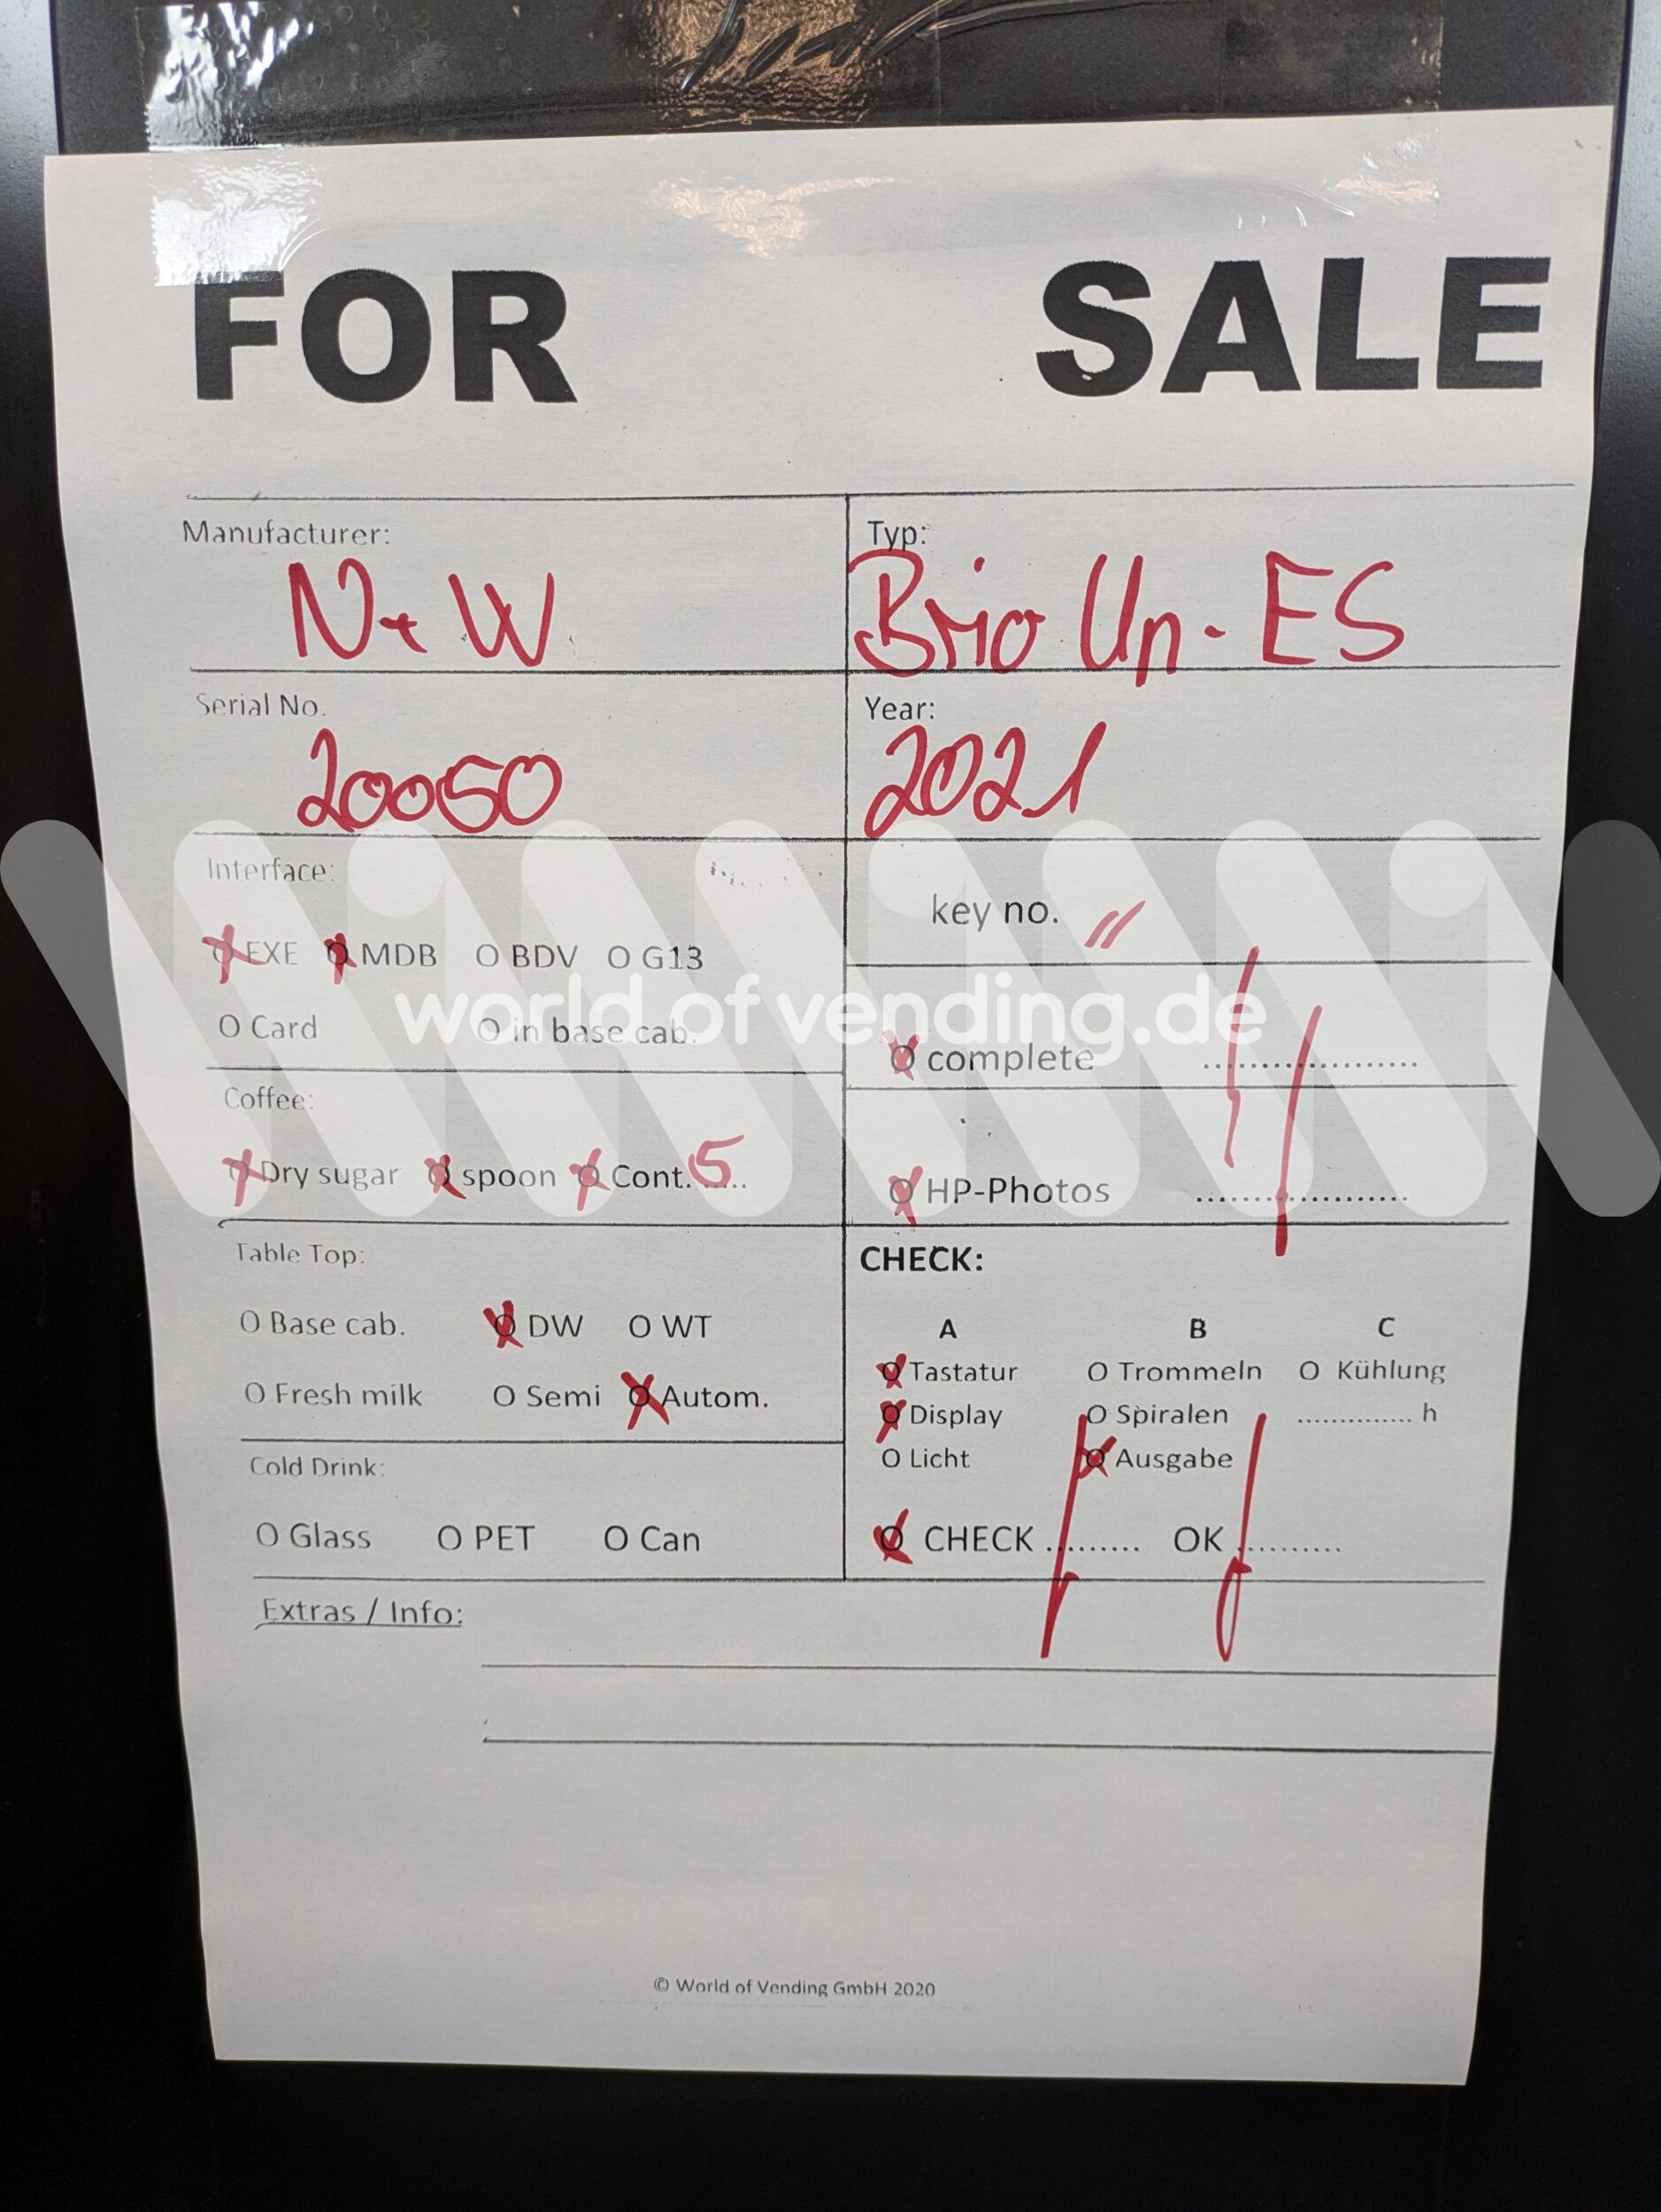 FOR SALE
Manufacturer: Typ:
N+W Brio Up-ES
Serial No. Year:
20050 2021
Interface:
key no. //
O EXE O MDB O BDV O G13
world of vending.de
O Card O in base cab.
O complete ....................
Coffee:
O Dry sugar O spoon O Cont. 5 ....
O HP-Photos ....................
Table Top: CHECK:
O Base cab. O DW O WT
A B C
O Tastatur O Trommeln O Kühlung
O Fresh milk O Semi O Autom.
O Display O Spiralen .............. h
Cold Drink:
O Licht O Ausgabe
O Glass O PET O Can
O CHECK ......... OK ..........
Extras / Info:
© World of Vending GmbH 2020